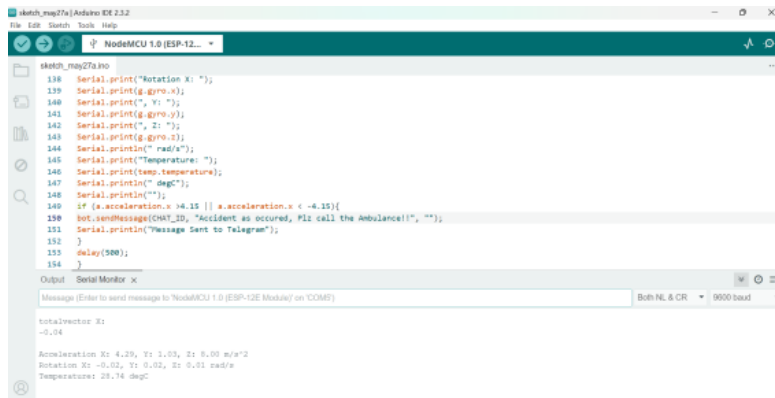 sketch_may27a | Arduino IDE 2.3.2
File Edit Sketch Tools Help
NodeMCU 1.0 (ESP-12...
sketch_may27a.ino
138 Serial.print("Rotation X: ");
139 Serial.print(g.gyro.x);
140 Serial.print(", Y: ");
141 Serial.print(g.gyro.y);
142 Serial.print(", Z: ");
143 Serial.print(g.gyro.z);
144 Serial.println(" rad/s");
145 Serial.print("Temperature: ");
146 Serial.print(temp.temperature);
147 Serial.println(" degC");
148 Serial.println("");
149 if (a.acceleration.x >4.15 || a.acceleration.x < -4.15){
150 bot.sendMessage(CHAT_ID, "Accident as occured, Plz call the Ambulance!!", "");
151 Serial.println("Message Sent to Telegram");
152 }
153 delay(500);
154 }
Output Serial Monitor x
Message (Enter to send message to 'NodeMCU 1.0 (ESP-12E Module)' on 'COM5') Both NL & CR 9600 baud
totalvector X:
-0.04
Acceleration X: 4.29, Y: 1.03, Z: 8.00 m/s^2
Rotation X: -0.02, Y: 0.02, Z: 0.01 rad/s
Temperature: 28.74 degC